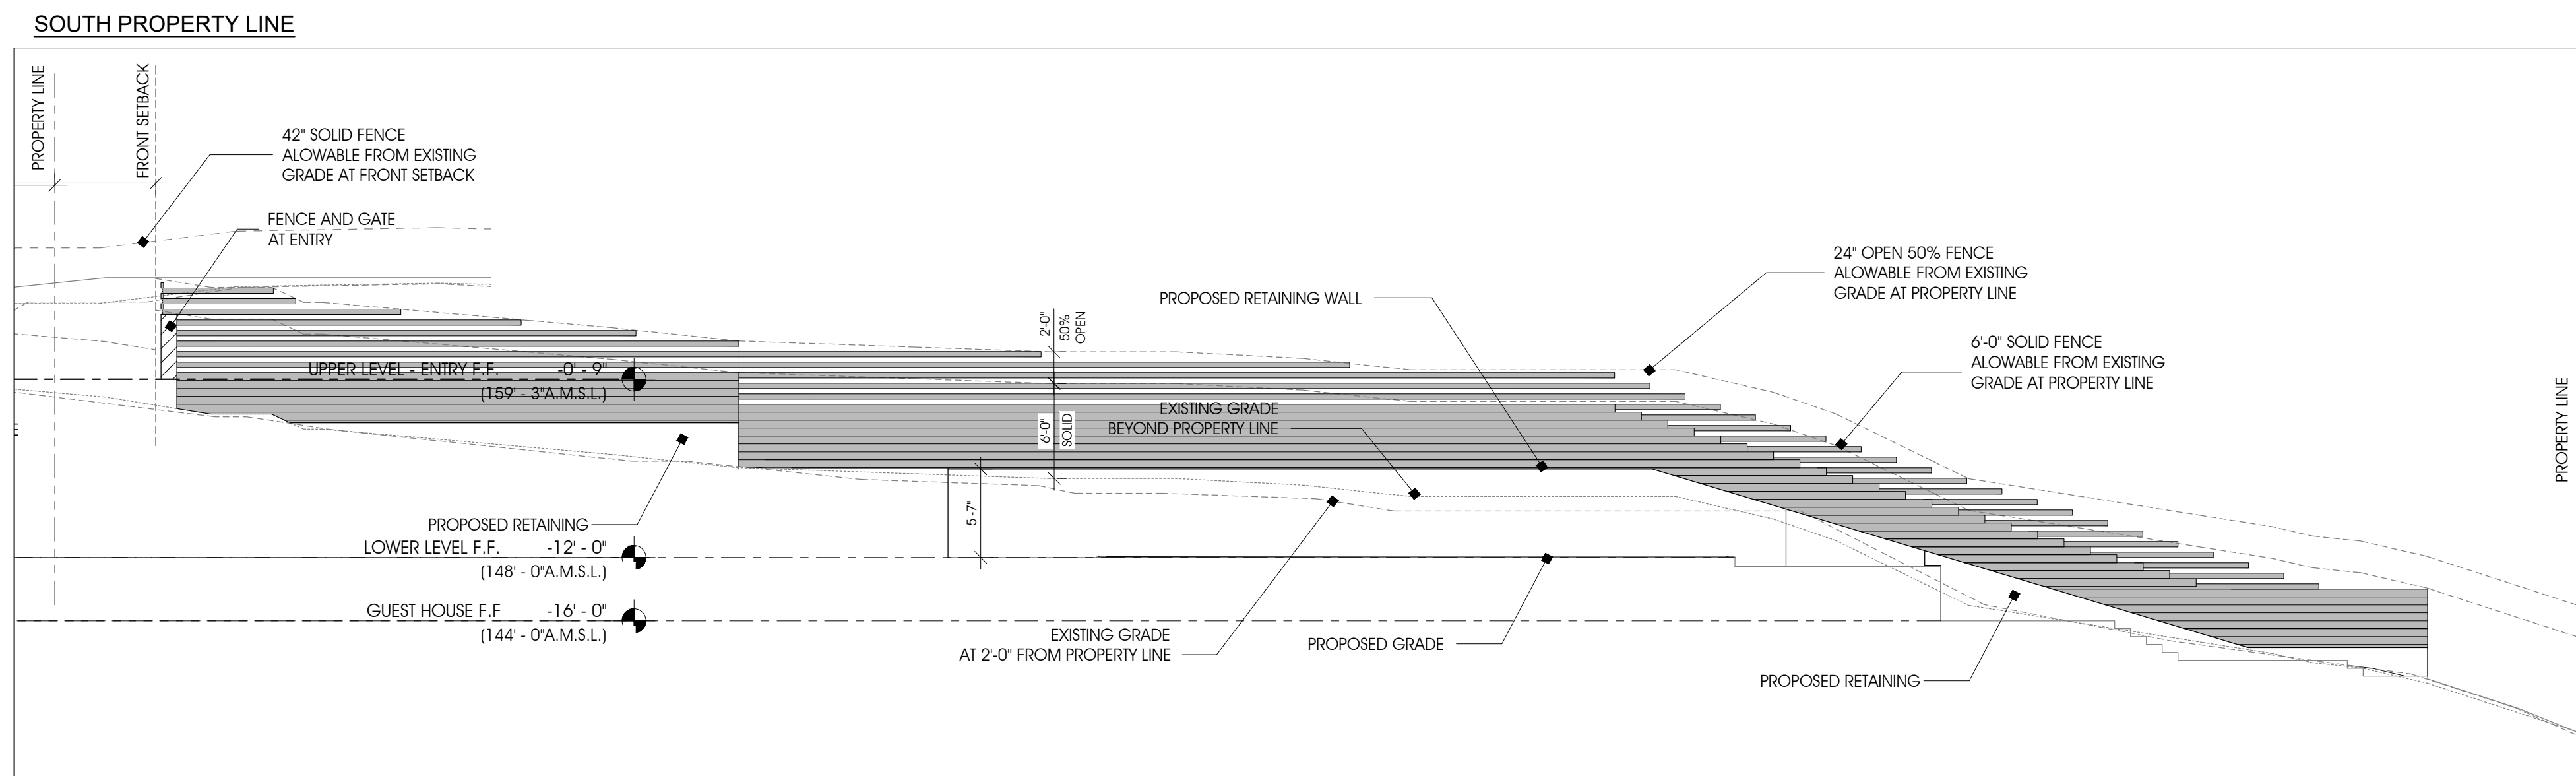 SOUTH PROPERTY LINE
PROPERTY LINE
FRONT SETBACK
42" SOLID FENCE
ALOWABLE FROM EXISTING
GRADE AT FRONT SETBACK
FENCE AND GATE
AT ENTRY
UPPER LEVEL - ENTRY F.F. -0' - 9"
(159' - 3"A.M.S.L.)
PROPOSED RETAINING
LOWER LEVEL F.F. -12' - 0"
(148' - 0"A.M.S.L.)
GUEST HOUSE F.F -16' - 0"
(144' - 0"A.M.S.L.)
2'-0"
50%
OPEN
6'-0"
SOLID
5'-7"
PROPOSED RETAINING WALL
EXISTING GRADE
BEYOND PROPERTY LINE
EXISTING GRADE
AT 2'-0" FROM PROPERTY LINE
PROPOSED GRADE
24" OPEN 50% FENCE
ALOWABLE FROM EXISTING
GRADE AT PROPERTY LINE
6'-0" SOLID FENCE
ALOWABLE FROM EXISTING
GRADE AT PROPERTY LINE
PROPOSED RETAINING
PROPERTY LINE